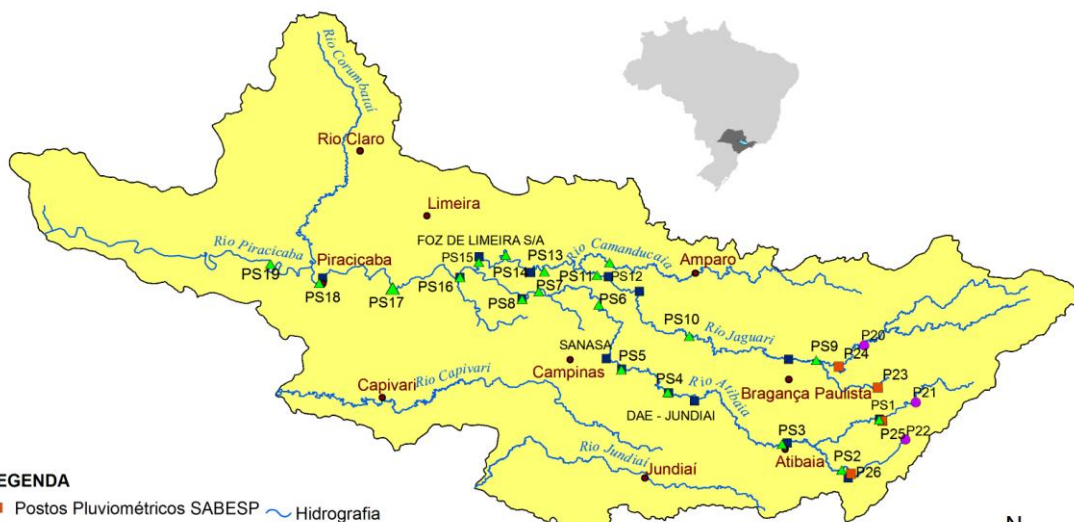 Rio Corumbataí
Rio Claro
Limeira
FOZ DE LIMEIRA S/A
Rio Camanducaia
Rio Piracicaba
Piracicaba
PS15
PS14
PS13
PS11
PS12
Amparo
PS19
PS18
PS17
PS16
PS8
PS7
PS6
PS10
Rio Jaguari
P20
PS9
P24
SANASA
Campinas
PS5
Bragança Paulista
P23
P21
Capivari
Rio Capivari
PS4
Rio Atibaia
DAE - JUNDIAI
PS1
P25
P22
PS3
Atibaia
PS2
P26
Rio Jundiaí
Jundiaí
EGENDA
Postos Pluviométricos SABESP
Hidrografia
N